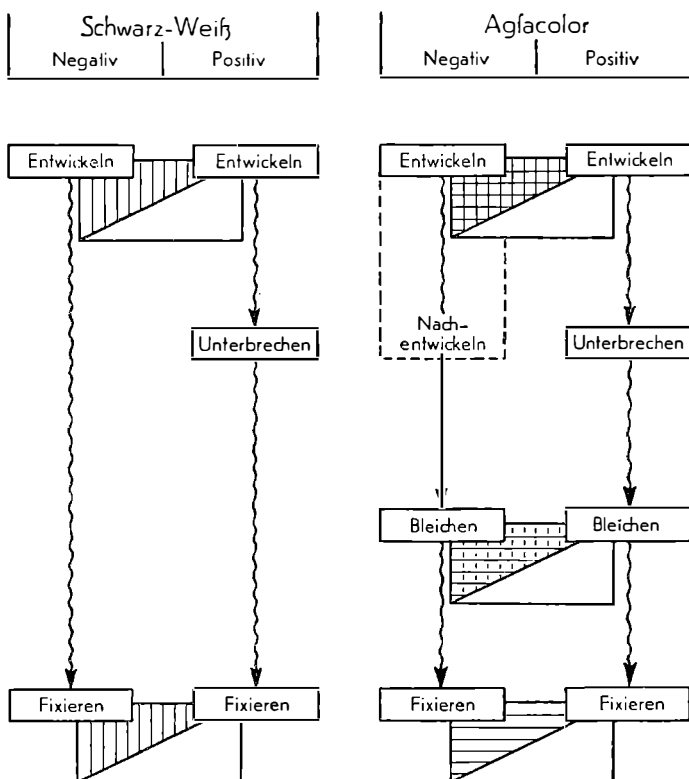 Schwarz-Weiß
Negativ
Positiv
Agfacolor
Negativ
Positiv
Entwickeln
Entwickeln
Entwickeln
Entwickeln
Unterbrechen
Nach-
entwickeln
Unterbrechen
Bleichen
Bleichen
Fixieren
Fixieren
Fixieren
Fixieren